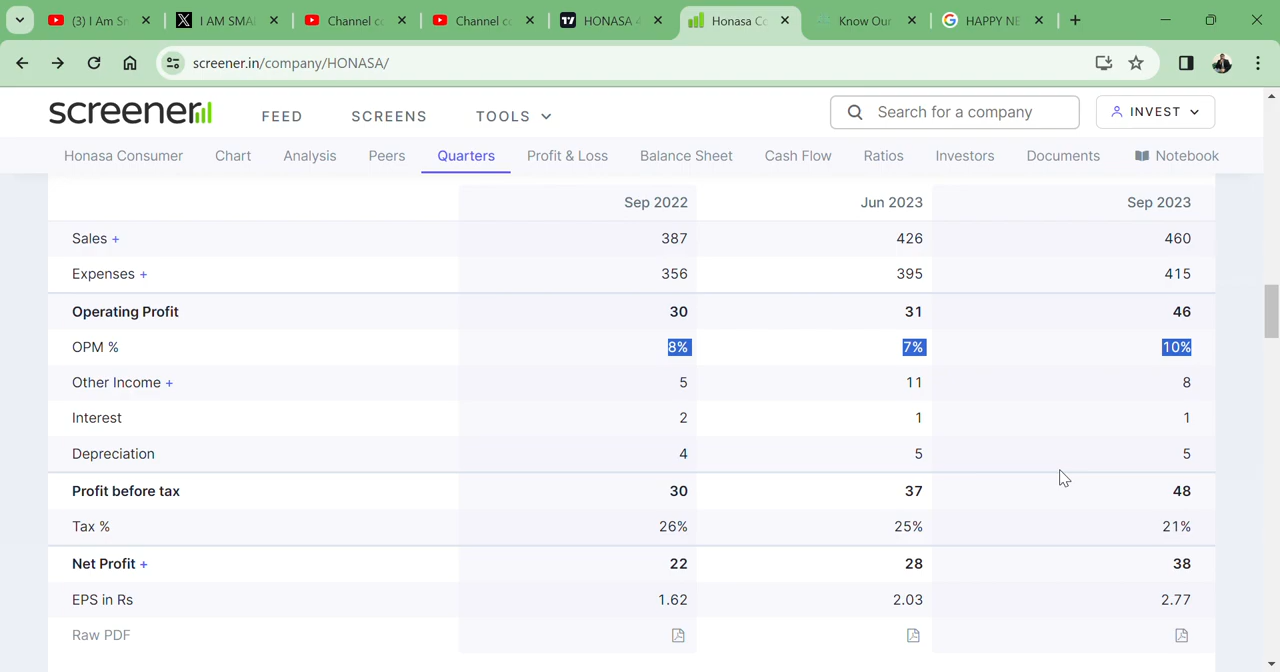 (3) I Am Sn
I AM SMA
Channel co
Channel co
HONASA 4
Honasa Co
Know Our
HAPPY NE
screener.in/company/HONASA/
screener
FEED
SCREENS
TOOLS
Search for a company
INVEST
Honasa Consumer Chart Analysis Peers Quarters Profit & Loss Balance Sheet Cash Flow Ratios Investors Documents Notebook
Sep 2022 Jun 2023 Sep 2023
Sales + 387 426 460
Expenses + 356 395 415
Operating Profit 30 31 46
OPM % 8% 7% 10%
Other Income + 5 11 8
Interest 2 1 1
Depreciation 4 5 5
Profit before tax 30 37 48
Tax % 26% 25% 21%
Net Profit + 22 28 38
EPS in Rs 1.62 2.03 2.77
Raw PDF